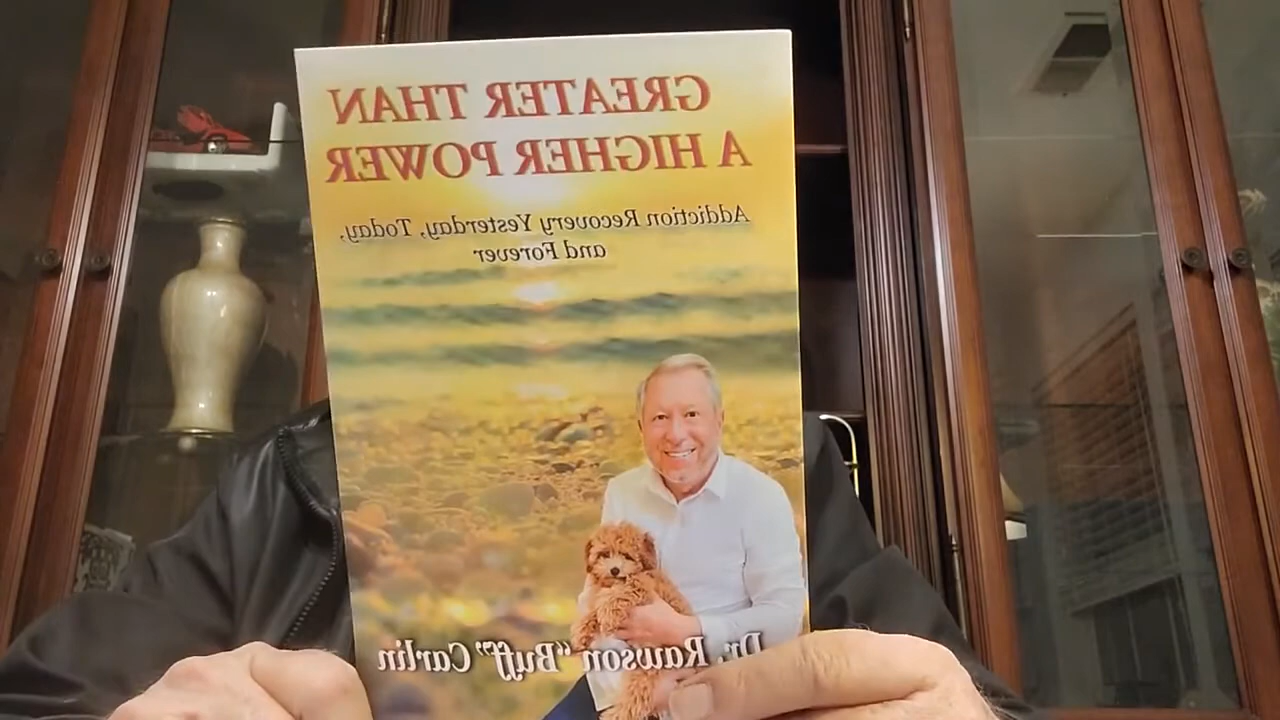 GREATER THAN
A HIGHER POWER
Addiction Recovery Yesterday, Today,
and Forever
Dr. Rawson "Buff" Carlin